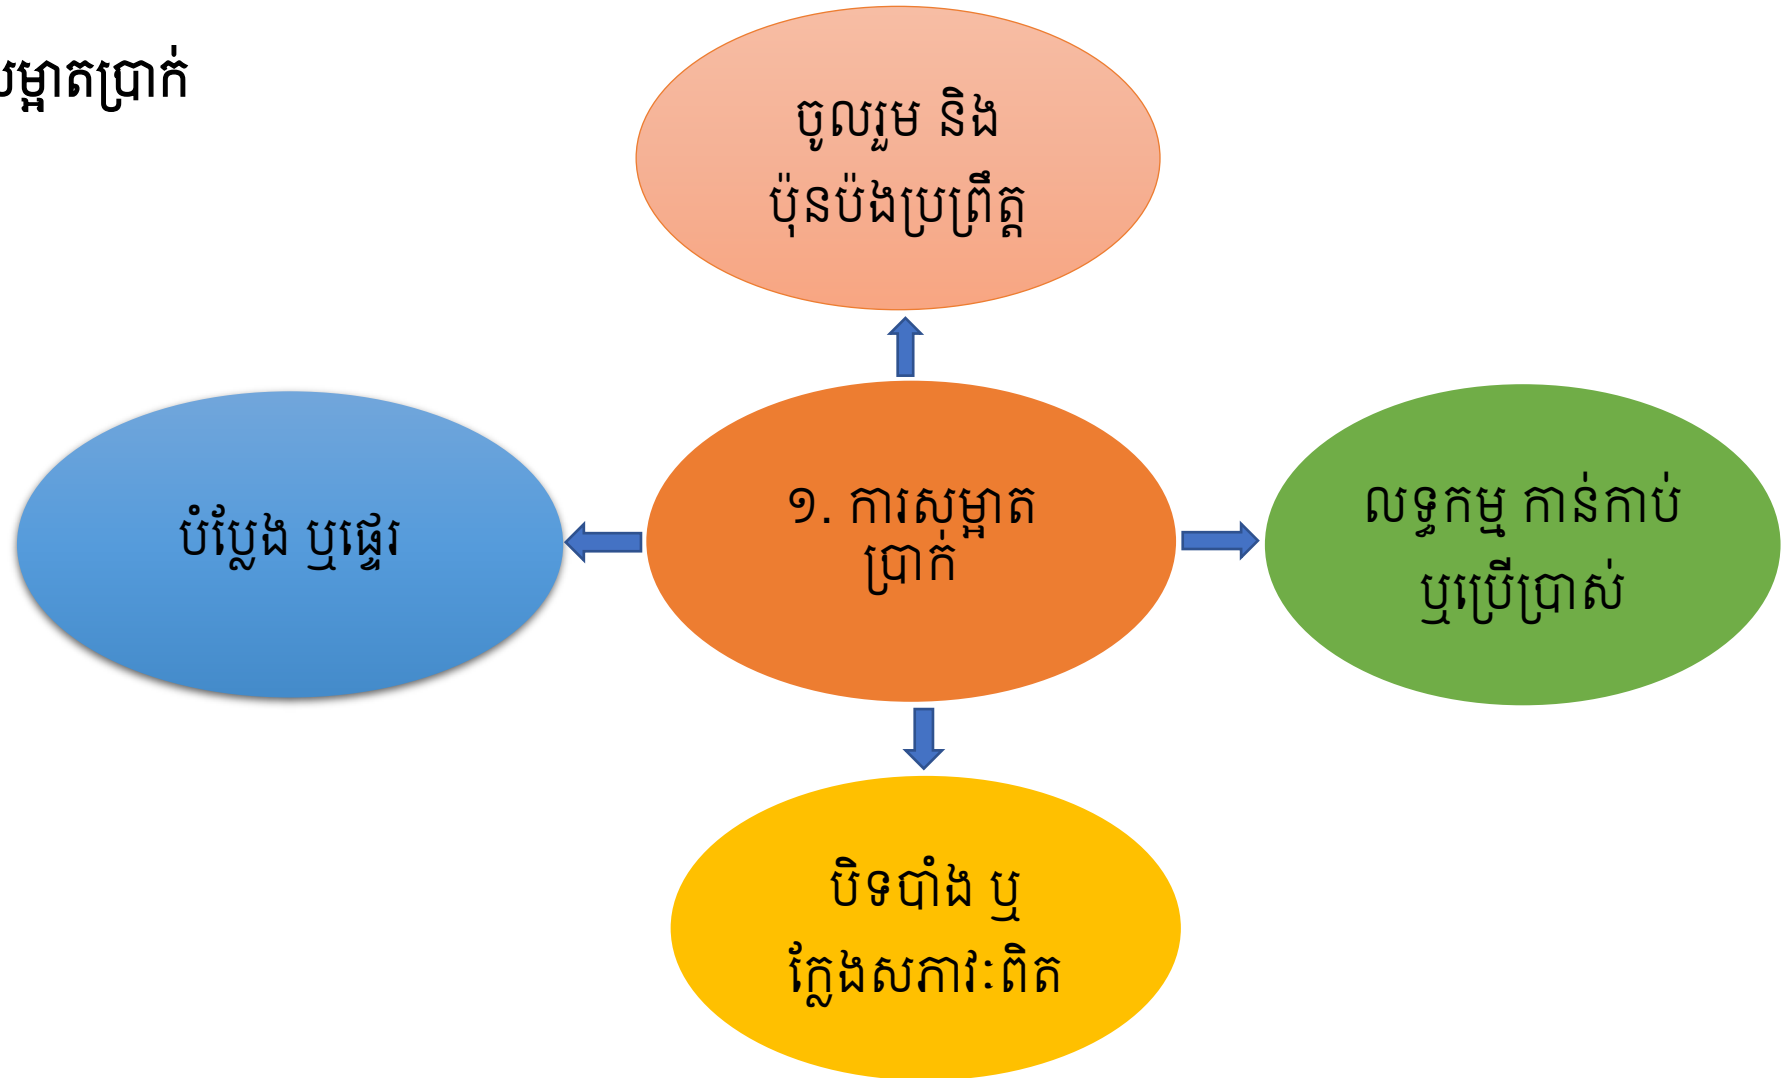 សម្អាតប្រាក់
ចូលរួម និង
ប៉ុនប៉ងប្រព្រឹត្ត
បំប្លែង ឬផ្ទេរ
១. ការសម្អាត
ប្រាក់
លទ្ធកម្ម កាន់កាប់
ឬប្រើប្រាស់
បិទបាំង ឬ
ក្លែងសភាវៈពិត